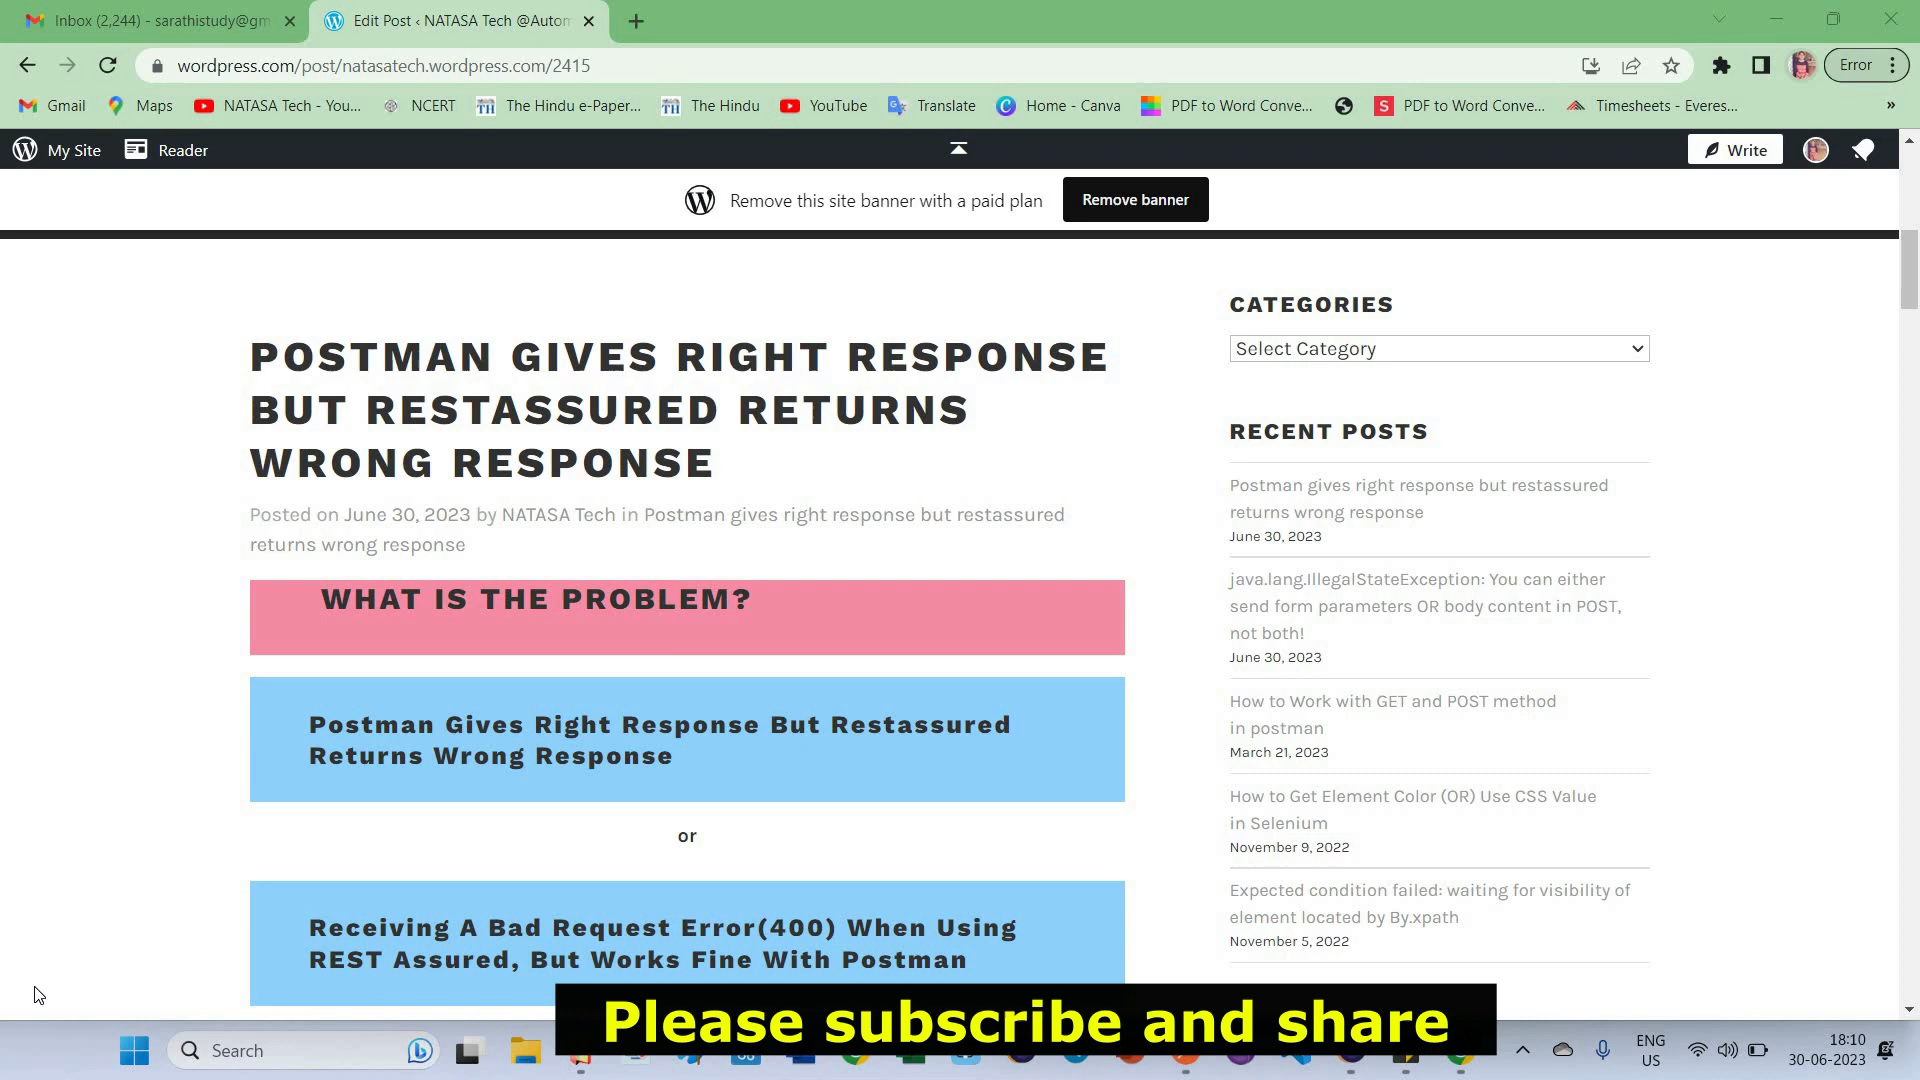 Inbox (2,244) - sarathistudy@gm
Edit Post ‹ NATASA Tech @Autom
wordpress.com/post/natasatech.wordpress.com/2415
Error
Gmail
Maps
NATASA Tech - You...
NCERT
The Hindu e-Paper...
The Hindu
YouTube
Translate
Home - Canva
PDF to Word Conve...
PDF to Word Conve...
Timesheets - Everes...
»
My Site
Reader
Write
Remove this site banner with a paid plan
Remove banner
POSTMAN GIVES RIGHT RESPONSE
BUT RESTASSURED RETURNS
WRONG RESPONSE
Posted on June 30, 2023 by NATASA Tech in Postman gives right response but restassured
returns wrong response
WHAT IS THE PROBLEM?
Postman Gives Right Response But Restassured
Returns Wrong Response
or
Receiving A Bad Request Error(400) When Using
REST Assured, But Works Fine With Postman
CATEGORIES
Select Category
RECENT POSTS
Postman gives right response but restassured
returns wrong response
June 30, 2023
java.lang.IllegalStateException: You can either
send form parameters OR body content in POST,
not both!
June 30, 2023
How to Work with GET and POST method
in postman
March 21, 2023
How to Get Element Color (OR) Use CSS Value
in Selenium
November 9, 2022
Expected condition failed: waiting for visibility of
element located by By.xpath
November 5, 2022
Please subscribe and share
Search
ENG
US
18:10
30-06-2023